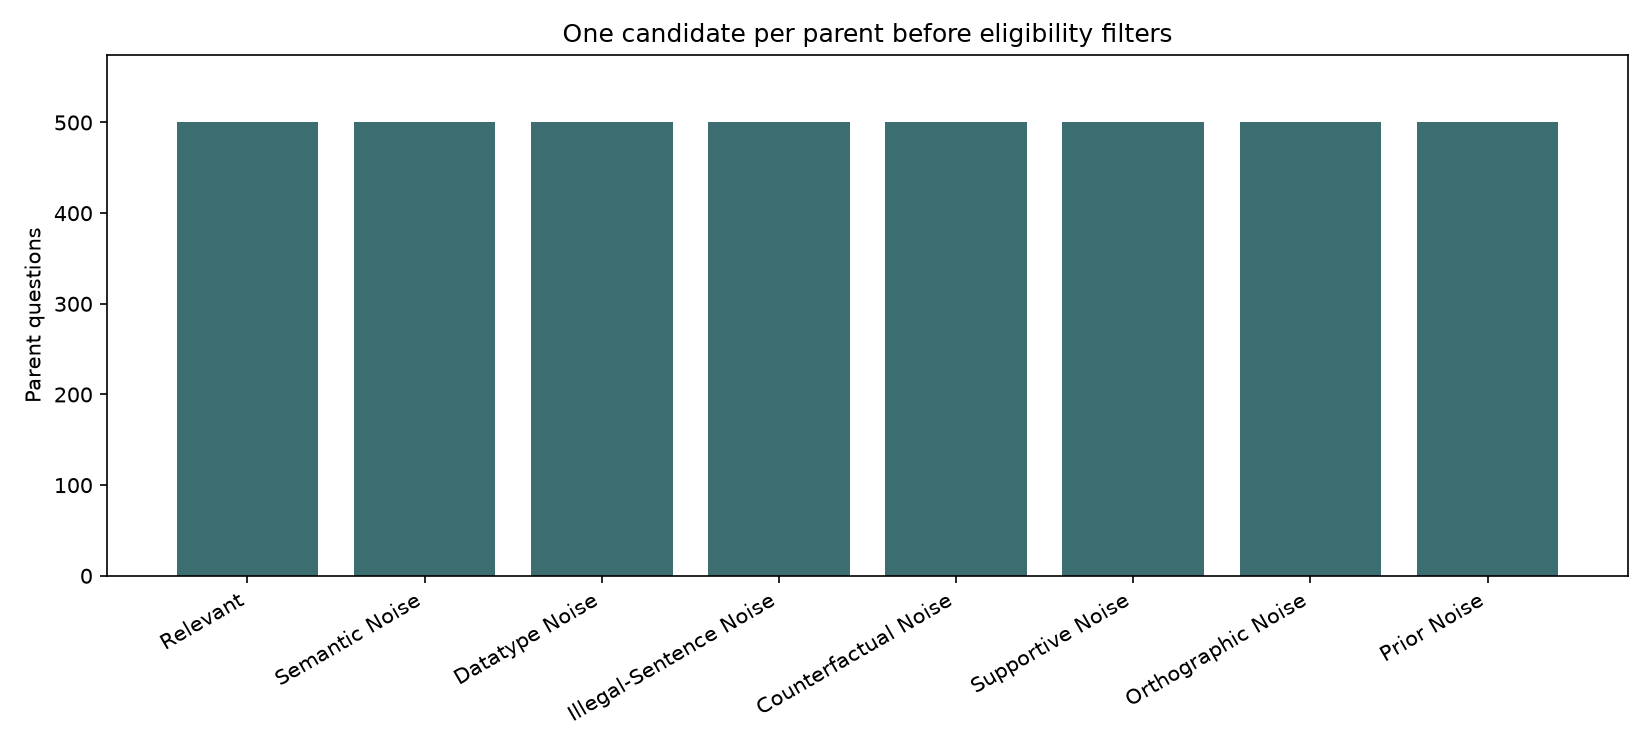 One candidate per parent before eligibility filters
Parent questions
500
400
300
200
100
0
Relevant
Semantic Noise
Datatype Noise
Illegal-Sentence Noise
Counterfactual Noise
Supportive Noise
Orthographic Noise
Prior Noise